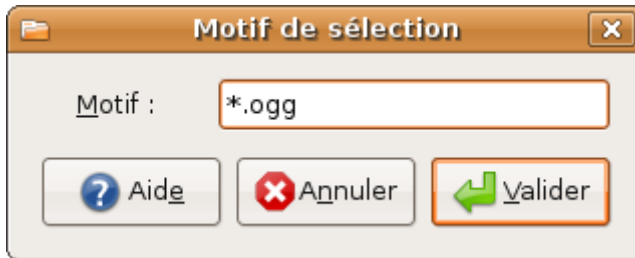 Motif de sélection
Motif : *.ogg
Aide Annuler Valider